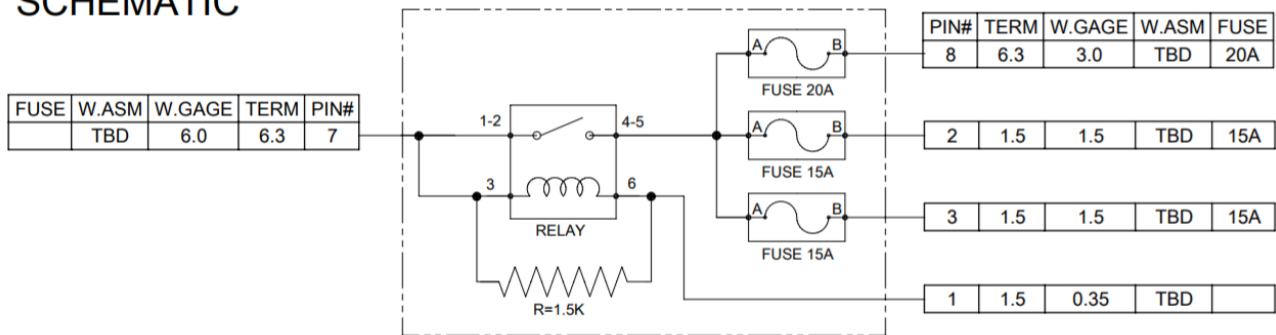 SCHEMATIC
PIN# TERM W.GAGE W.ASM FUSE
8 6.3 3.0 TBD 20A
A B
FUSE 20A
FUSE W.ASM W.GAGE TERM PIN#
TBD 6.0 6.3 7
1-2 4-5
A B
2 1.5 1.5 TBD 15A
FUSE 15A
3 6
RELAY
A B
3 1.5 1.5 TBD 15A
FUSE 15A
R=1.5K
1 1.5 0.35 TBD